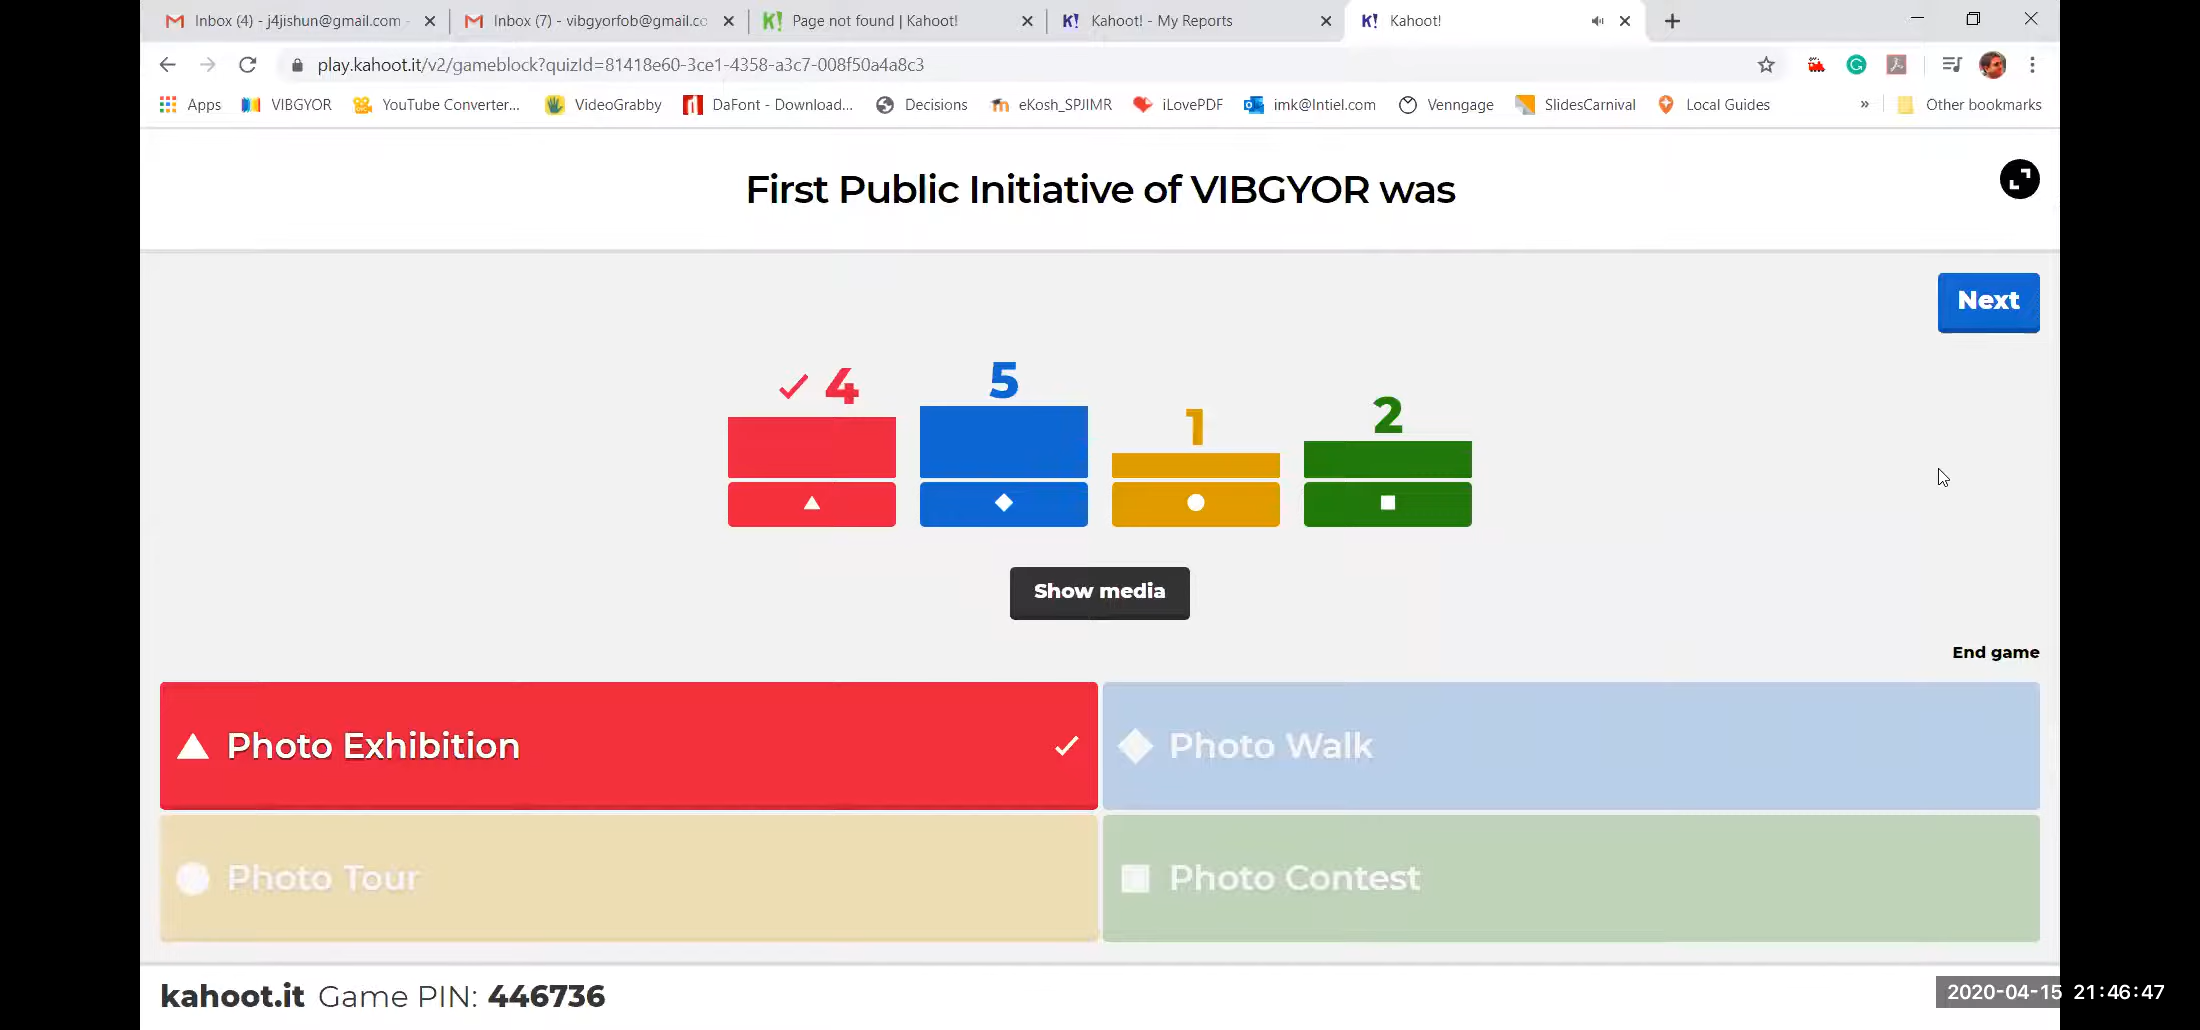 Inbox (4) - j4jishun@gmail.com -
Inbox (7) - vibgyorfob@gmail.co
Page not found | Kahoot!
Kahoot! - My Reports
Kahoot!
play.kahoot.it/v2/gameblock?quizId=81418e60-3ce1-4358-a3c7-008f50a4a8c3
Apps VIBGYOR YouTube Converter... VideoGrabby DaFont - Download... Decisions eKosh_SPJIMR iLovePDF imk@Intiel.com Venngage SlidesCarnival Local Guides » Other bookmarks
First Public Initiative of VIBGYOR was
Next
4
5
1
2
Show media
End game
Photo Exhibition
Photo Walk
Photo Tour
Photo Contest
kahoot.it Game PIN: 446736
2020-04-15 21:46:47